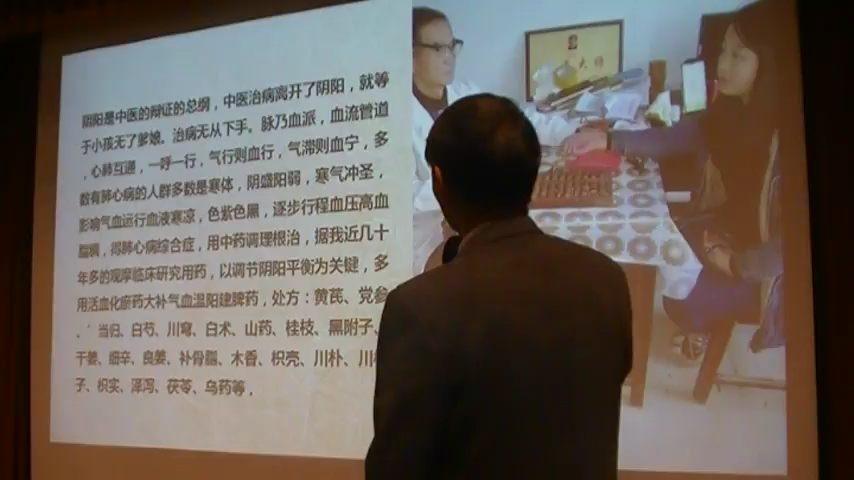 阴阳是中医的辩证的总纲，中医治病离开了阴阳，就等
于小孩无了爹娘。治病无从下手。脉乃血派，血流管道
，心肺互通，一呼一行，气行则血行，气滞则血宁，多
数有肺心病的人群多数是寒体，阴盛阳弱，寒气冲圣，
影响气血运行血液寒凉，色紫色黑，逐步行程血压高血
脂稠，得肺心病综合症，用中药调理根治，据我近几十
年多的观摩临床研究用药，以调节阴阳平衡为关键，多
用活血化瘀药大补气血温阳建脾药，处方：黄芪、党参
、当归、白芍、川穹、白术、山药、桂枝、黑附子、
干姜、细辛、良姜、补骨脂、木香、枳壳、川朴、川
子、枳实、泽泻、茯苓、乌药等，
大师